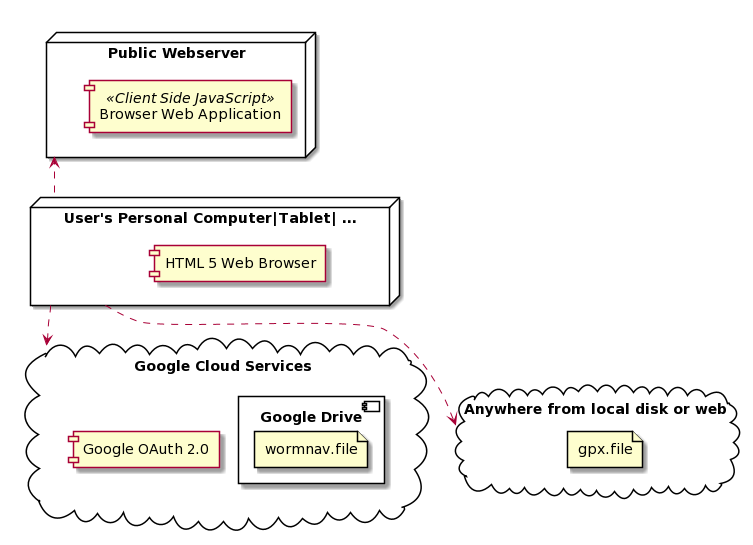 Public Webserver
«Client Side JavaScript»
Browser Web Application
User's Personal Computer|Tablet| ...
HTML 5 Web Browser
Google Cloud Services
Google Drive
Google OAuth 2.0
wormnav.file
Anywhere from local disk or web
gpx.file